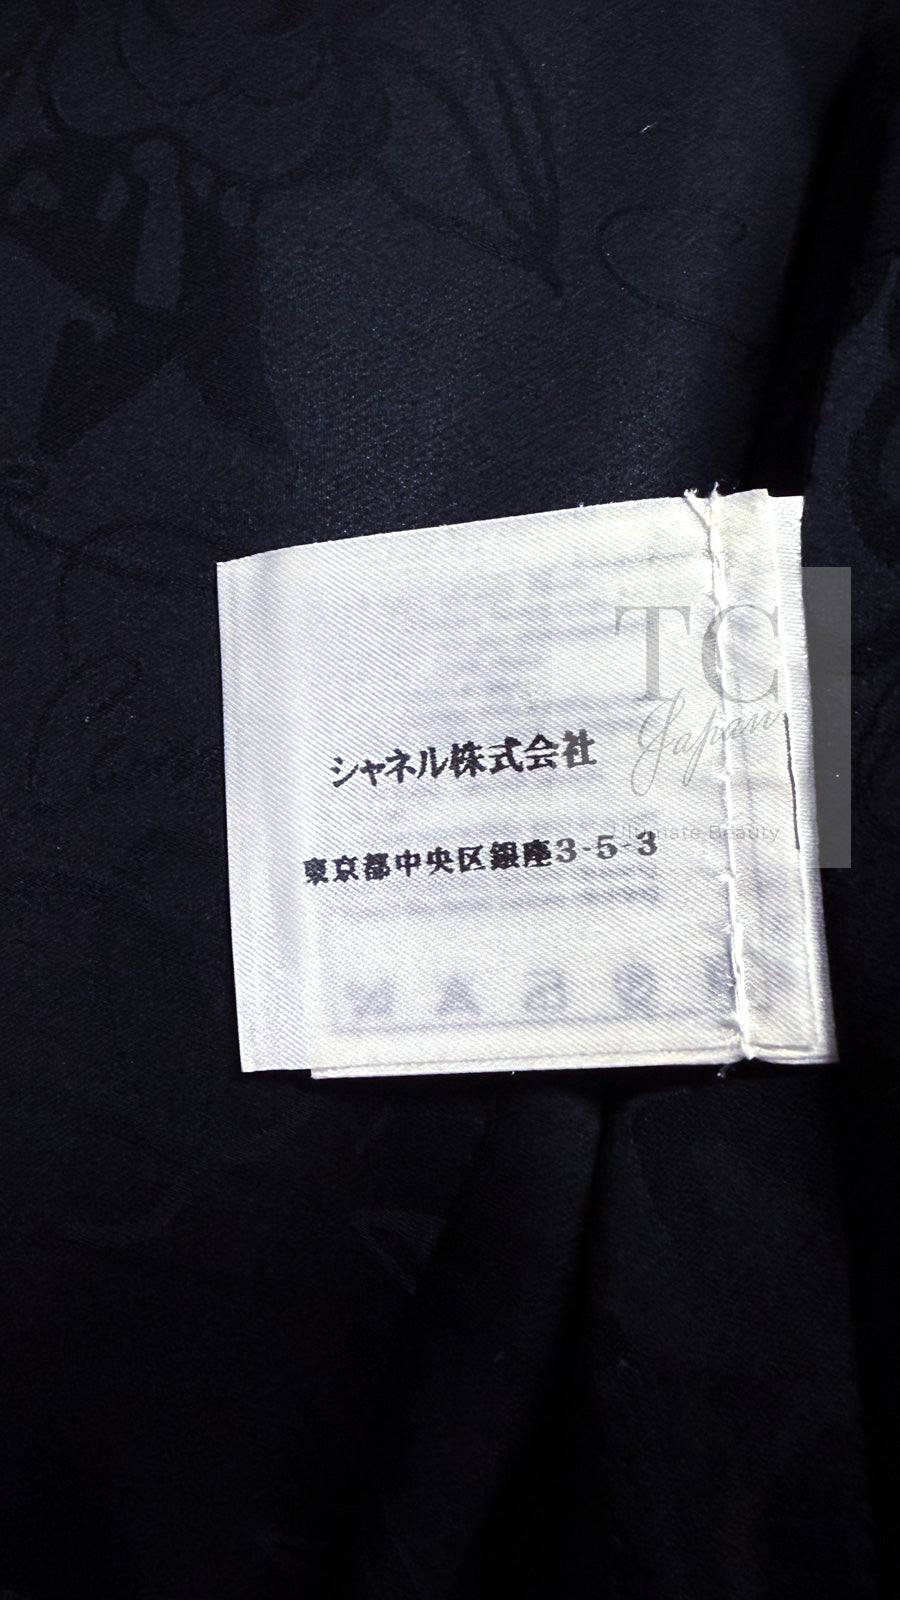 TC
Japan
Ultimate Beauty
シャネル株式会社
東京都中央区銀座3-5-3